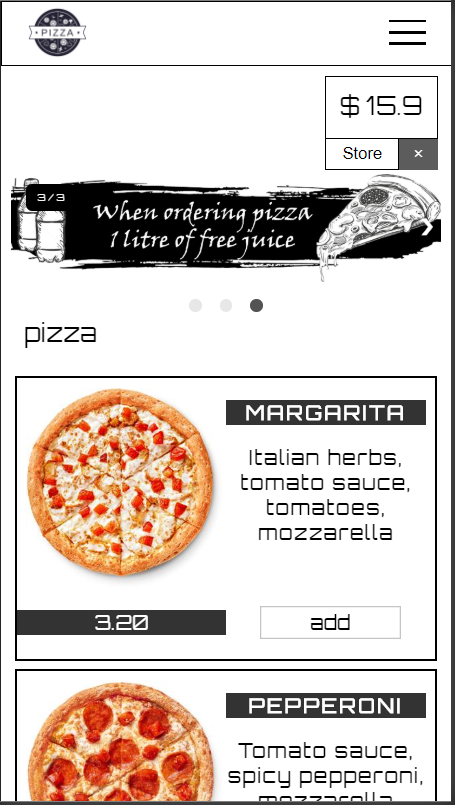 PIZZA
$ 15.9
Store ×
3/3
When ordering pizza
1 litre of free juice
pizza
MARGARITA
Italian herbs,
tomato sauce,
tomatoes,
mozzarella
3.20
add
PEPPERONI
Tomato sauce,
spicy pepperoni,
mozzarella